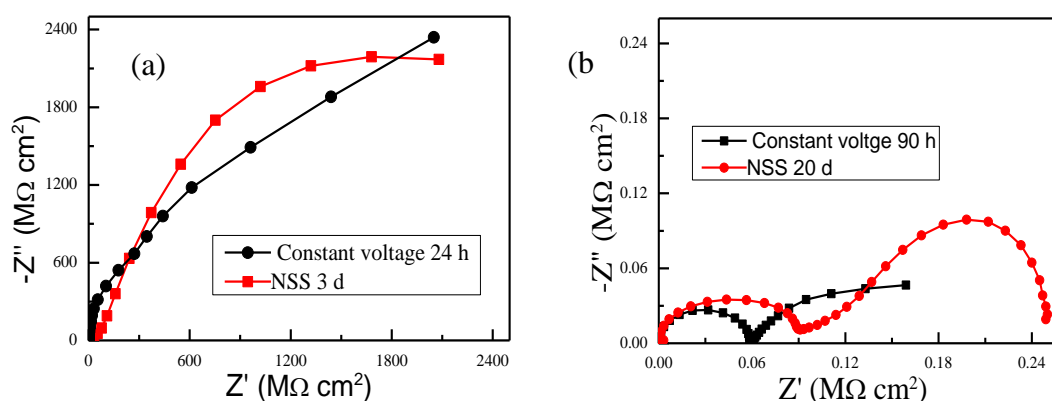 (a)
2400
1800
1200
600
0
-Z'' (MΩ cm²)
Constant voltage 24 h
NSS 3 d
0 600 1200 1800 2400
Z' (MΩ cm²)
(b)
0.24
0.18
0.12
0.06
0.00
-Z'' (MΩ cm²)
Constant voltge 90 h
NSS 20 d
0.00 0.06 0.12 0.18 0.24
Z' (MΩ cm²)